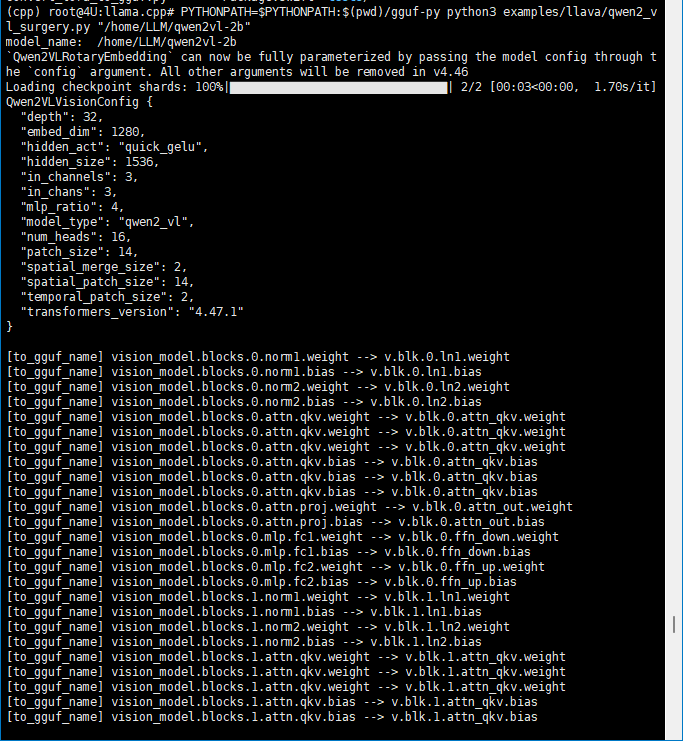 (cpp) root@4U:llama.cpp# PYTHONPATH=$PYTHONPATH:$(pwd)/gguf-py python3 examples/llava/qwen2_v
l_surgery.py "/home/LLM/qwen2vl-2b"
model_name:  /home/LLM/qwen2vl-2b
`Qwen2VLRotaryEmbedding` can now be fully parameterized by passing the model config through t
he `config` argument. All other arguments will be removed in v4.46
Loading checkpoint shards: 100%|██████████████████████████████| 2/2 [00:03<00:00,  1.70s/it]
Qwen2VLVisionConfig {
  "depth": 32,
  "embed_dim": 1280,
  "hidden_act": "quick_gelu",
  "hidden_size": 1536,
  "in_channels": 3,
  "in_chans": 3,
  "mlp_ratio": 4,
  "model_type": "qwen2_vl",
  "num_heads": 16,
  "patch_size": 14,
  "spatial_merge_size": 2,
  "spatial_patch_size": 14,
  "temporal_patch_size": 2,
  "transformers_version": "4.47.1"
}
[to_gguf_name] vision_model.blocks.0.norm1.weight --> v.blk.0.ln1.weight
[to_gguf_name] vision_model.blocks.0.norm1.bias --> v.blk.0.ln1.bias
[to_gguf_name] vision_model.blocks.0.norm2.weight --> v.blk.0.ln2.weight
[to_gguf_name] vision_model.blocks.0.norm2.bias --> v.blk.0.ln2.bias
[to_gguf_name] vision_model.blocks.0.attn.qkv.weight --> v.blk.0.attn_qkv.weight
[to_gguf_name] vision_model.blocks.0.attn.qkv.weight --> v.blk.0.attn_qkv.weight
[to_gguf_name] vision_model.blocks.0.attn.qkv.weight --> v.blk.0.attn_qkv.weight
[to_gguf_name] vision_model.blocks.0.attn.qkv.bias --> v.blk.0.attn_qkv.bias
[to_gguf_name] vision_model.blocks.0.attn.qkv.bias --> v.blk.0.attn_qkv.bias
[to_gguf_name] vision_model.blocks.0.attn.qkv.bias --> v.blk.0.attn_qkv.bias
[to_gguf_name] vision_model.blocks.0.attn.proj.weight --> v.blk.0.attn_out.weight
[to_gguf_name] vision_model.blocks.0.attn.proj.bias --> v.blk.0.attn_out.bias
[to_gguf_name] vision_model.blocks.0.mlp.fc1.weight --> v.blk.0.ffn_down.weight
[to_gguf_name] vision_model.blocks.0.mlp.fc1.bias --> v.blk.0.ffn_down.bias
[to_gguf_name] vision_model.blocks.0.mlp.fc2.weight --> v.blk.0.ffn_up.weight
[to_gguf_name] vision_model.blocks.0.mlp.fc2.bias --> v.blk.0.ffn_up.bias
[to_gguf_name] vision_model.blocks.1.norm1.weight --> v.blk.1.ln1.weight
[to_gguf_name] vision_model.blocks.1.norm1.bias --> v.blk.1.ln1.bias
[to_gguf_name] vision_model.blocks.1.norm2.weight --> v.blk.1.ln2.weight
[to_gguf_name] vision_model.blocks.1.norm2.bias --> v.blk.1.ln2.bias
[to_gguf_name] vision_model.blocks.1.attn.qkv.weight --> v.blk.1.attn_qkv.weight
[to_gguf_name] vision_model.blocks.1.attn.qkv.weight --> v.blk.1.attn_qkv.weight
[to_gguf_name] vision_model.blocks.1.attn.qkv.weight --> v.blk.1.attn_qkv.weight
[to_gguf_name] vision_model.blocks.1.attn.qkv.bias --> v.blk.1.attn_qkv.bias
[to_gguf_name] vision_model.blocks.1.attn.qkv.bias --> v.blk.1.attn_qkv.bias